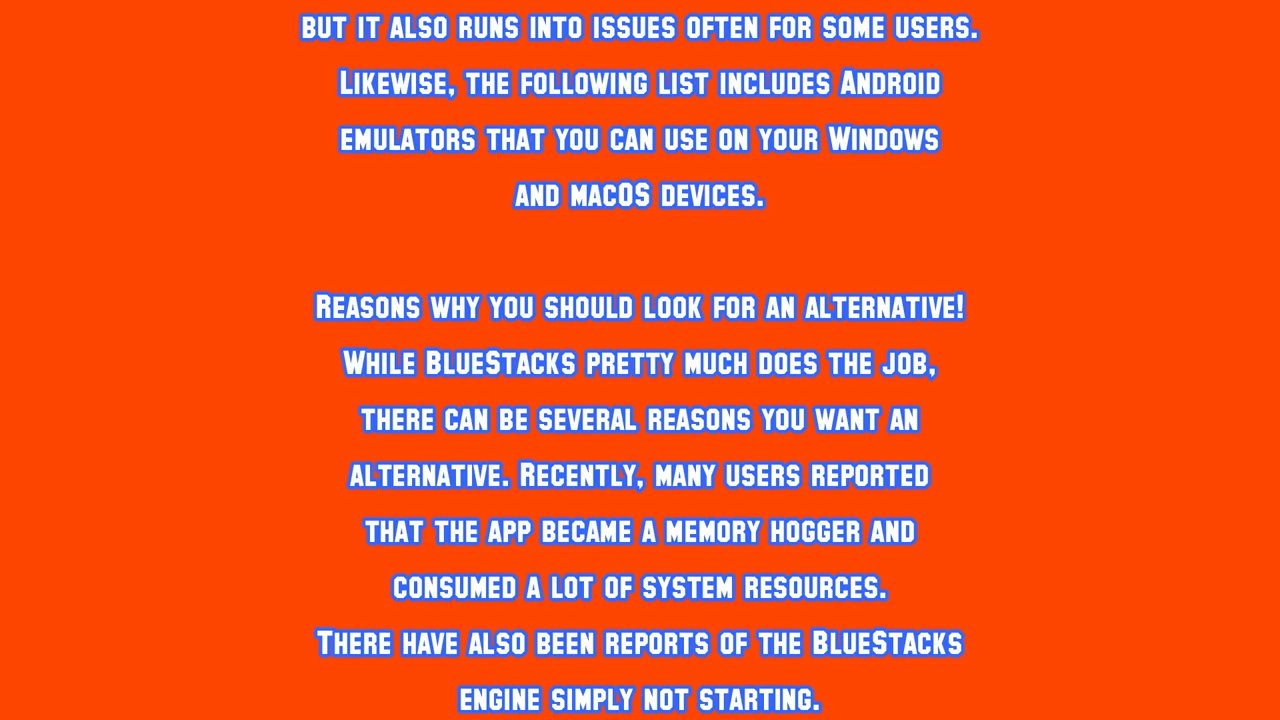 but it also runs into issues often for some users.
Likewise, the following list includes Android
emulators that you can use on your Windows
and macOS devices.
Reasons why you should look for an alternative!
While BlueStacks pretty much does the job,
there can be several reasons you want an
alternative. Recently, many users reported
that the app became a memory hogger and
consumed a lot of system resources.
There have also been reports of the BlueStacks
engine simply not starting.